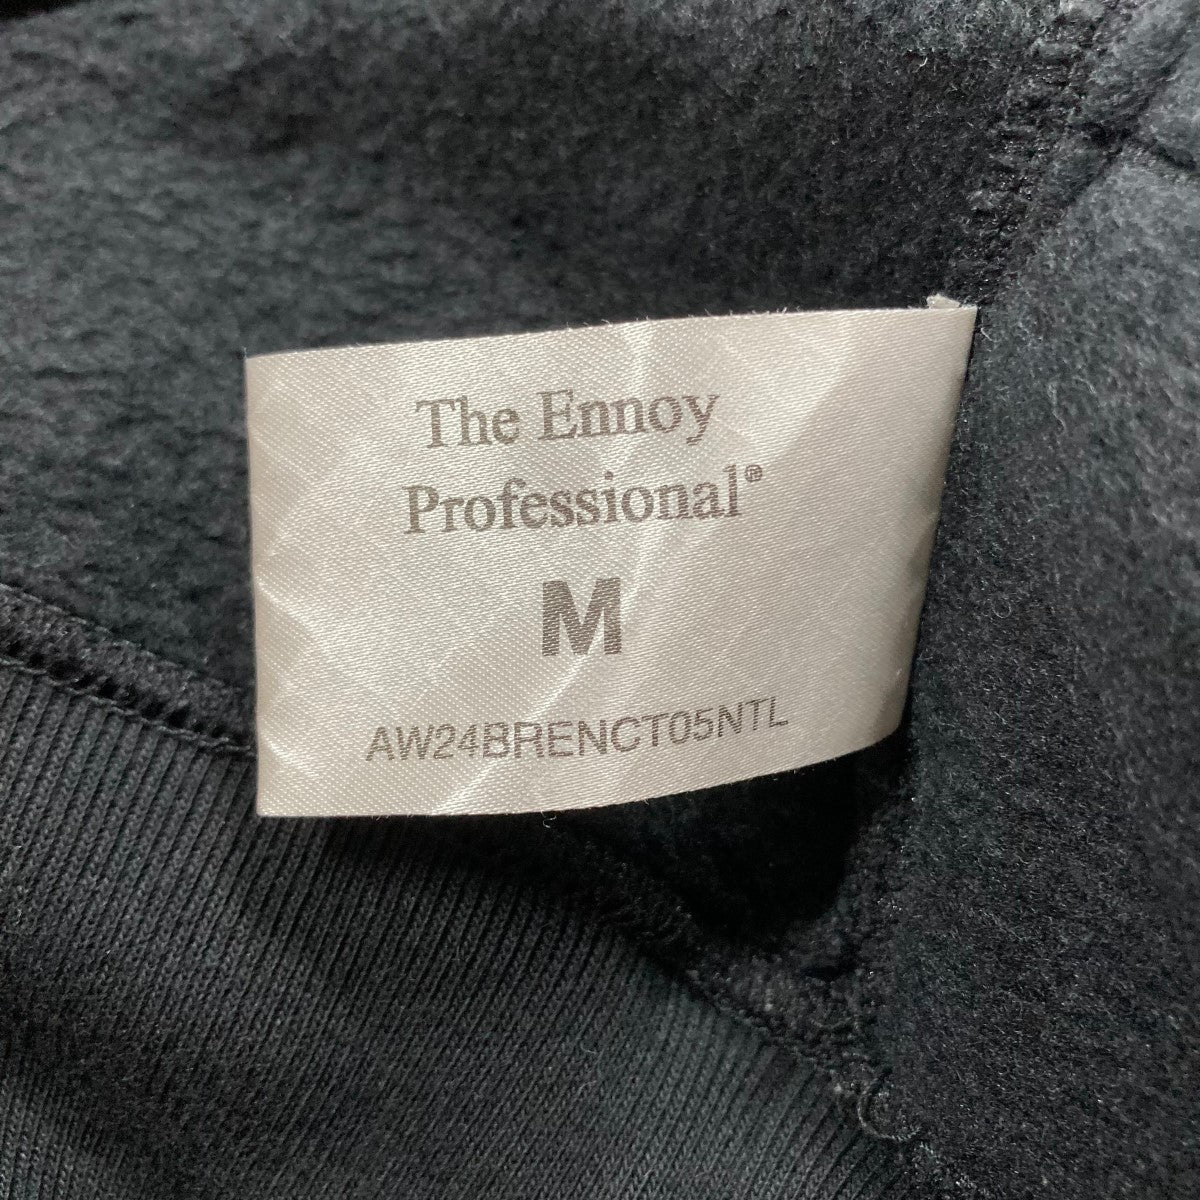 The Ennoy
Professional®
M
AW24BRENCT05NTL